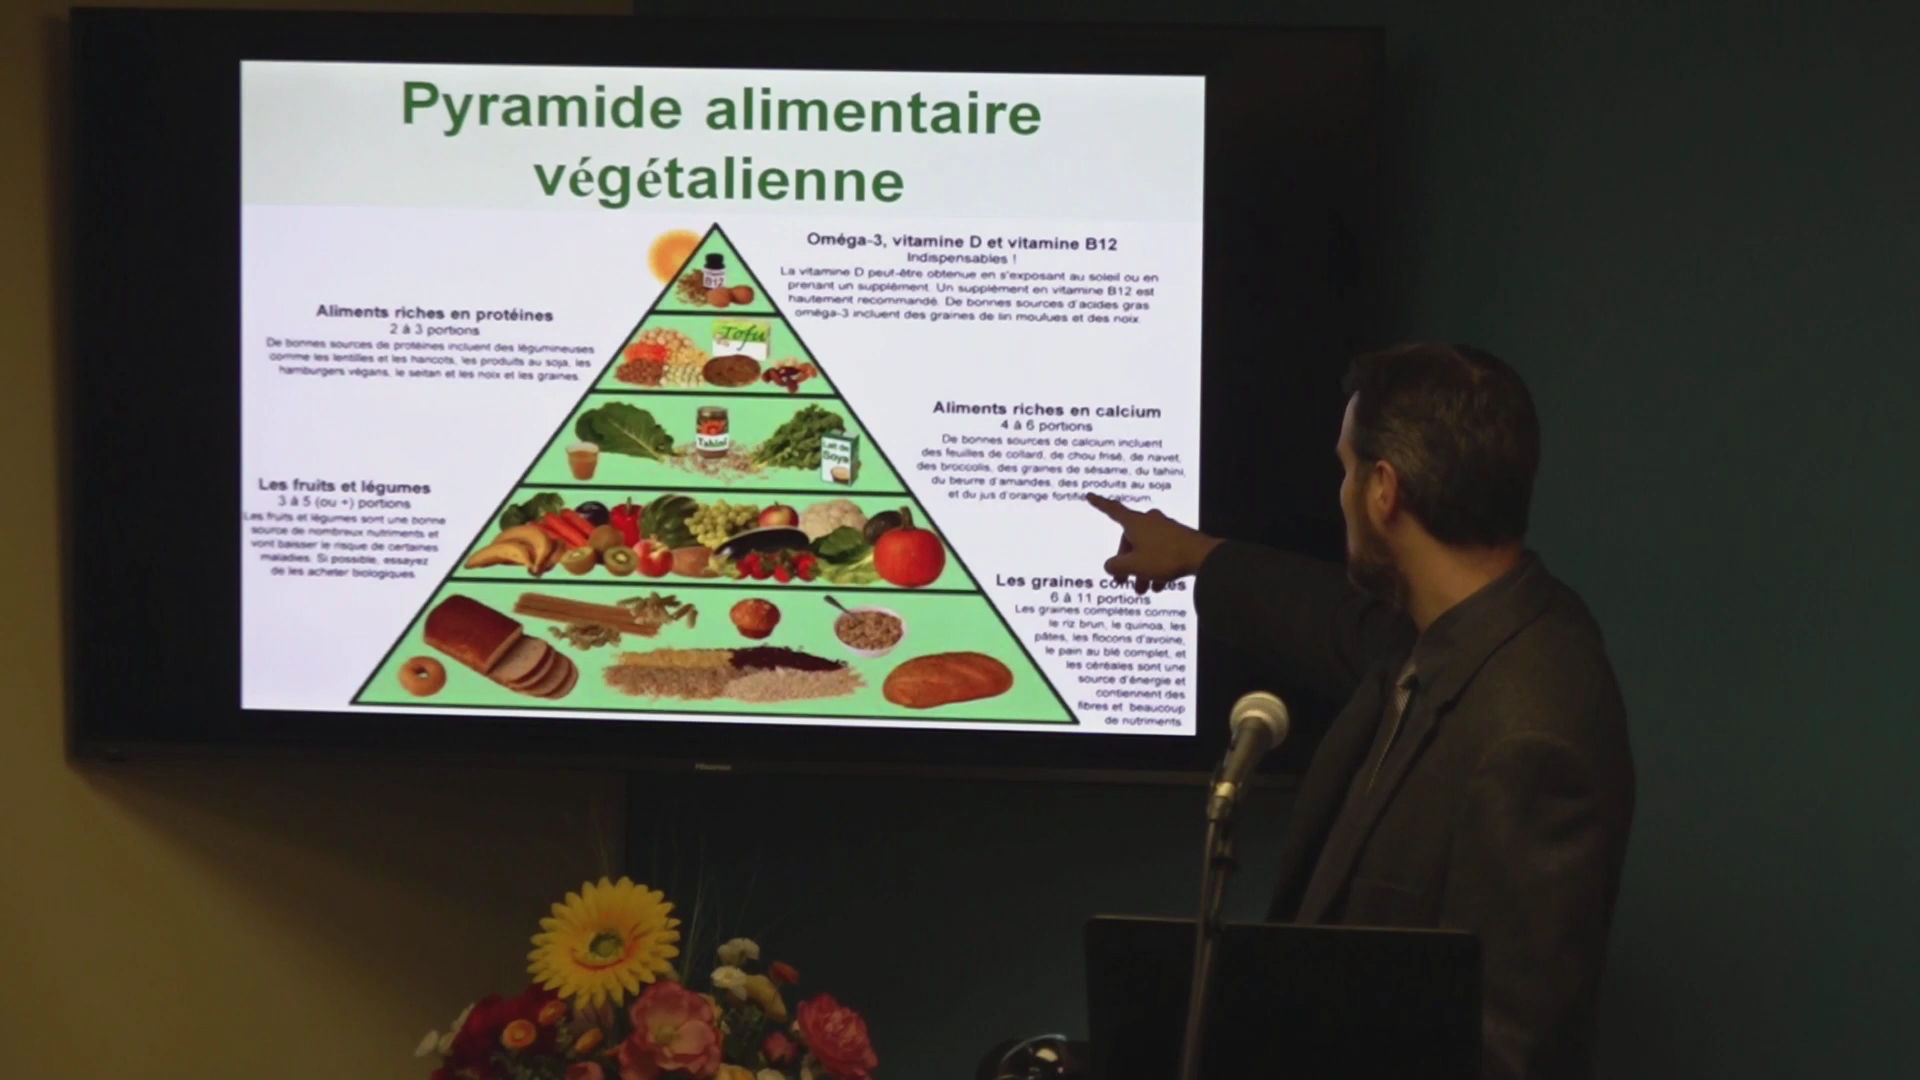 Pyramide alimentaire
végétalienne
Oméga-3, vitamine D et vitamine B12
Indispensables !
La vitamine D peut-être obtenue en s'exposant au soleil ou en
prenant un supplément. Un supplément en vitamine B12 est
hautement recommandé. De bonnes sources d'acides gras
oméga-3 incluent des graines de lin moulues et des noix.
B12
Aliments riches en protéines
2 à 3 portions
De bonnes sources de protéines incluent des légumineuses
comme les lentilles et les haricots, les produits au soja, les
hamburgers végans, le seitan et les noix et les graines.
Tofu
Aliments riches en calcium
4 à 6 portions
De bonnes sources de calcium incluent
des feuilles de collard, de chou frisé, de navet,
des broccolis, des graines de sésame, du tahini,
du beurre d'amandes, des produits au soja
et du jus d'orange calcium.
Tahini
Lait de
Soya
Les fruits et légumes
3 à 5 (ou +) portions
Les fruits et légumes sont une bonne
source de nombreux nutriments et
vont baisser le risque de certaines
maladies. Si possible, essayez
de les acheter biologiques.
Les graines
6 à 11 portions
Les graines complètes comme
le riz brun, le quinoa, les
pâtes, les flocons d'avoine,
le pain au blé complet, et
les céréales sont une
source d'énergie et
contiennent des
fibres et beaucoup
de nutriments.
Hisense